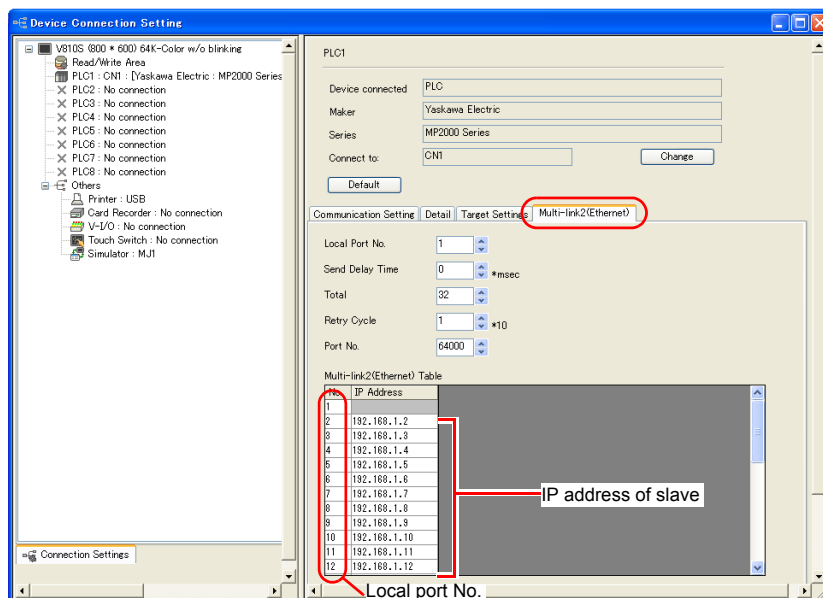 Device Connection Setting
V810S (800 * 600) 64K-Color w/o blinking
Read/Write Area
PLC1 : CN1 : [Yaskawa Electric : MP2000 Series
PLC2 : No connection
PLC3 : No connection
PLC4 : No connection
PLC5 : No connection
PLC6 : No connection
PLC7 : No connection
PLC8 : No connection
Others
Printer : USB
Card Recorder : No connection
V-I/O : No connection
Touch Switch : No connection
Simulator : MJ1
Connection Settings
PLC1
Device connected PLC
Maker Yaskawa Electric
Series MP2000 Series
Connect to: CN1 Change
Default
Communication Setting Detail Target Settings Multi-link2(Ethernet)
Local Port No. 1
Send Delay Time 0 *msec
Total 32
Retry Cycle 1 *10
Port No. 64000
Multi-link2(Ethernet) Table
No. IP Address
1
2 192.168.1.2
3 192.168.1.3
4 192.168.1.4
5 192.168.1.5
6 192.168.1.6
7 192.168.1.7
8 192.168.1.8
9 192.168.1.9
10 192.168.1.10
11 192.168.1.11
12 192.168.1.12
IP address of slave
Local port No.